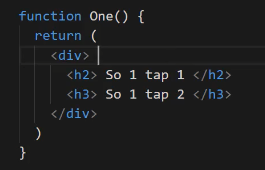 function One() {
return (
<div>
<h2> So 1 tap 1 </h2>
<h3> So 1 tap 2 </h3>
</div>
)
}